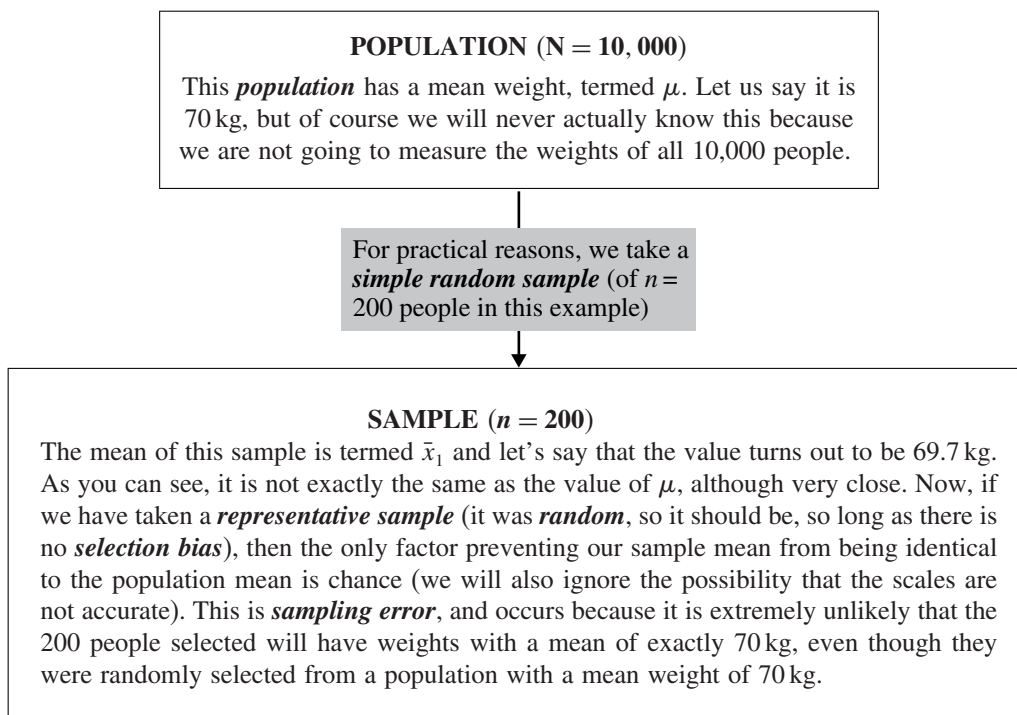 POPULATION (N = 10, 000)
This population has a mean weight, termed μ. Let us say it is
70 kg, but of course we will never actually know this because
we are not going to measure the weights of all 10,000 people.
For practical reasons, we take a
simple random sample (of n =
200 people in this example)
SAMPLE (n = 200)
The mean of this sample is termed x̄₁ and let's say that the value turns out to be 69.7 kg.
As you can see, it is not exactly the same as the value of μ, although very close. Now, if
we have taken a representative sample (it was random, so it should be, so long as there is
no selection bias), then the only factor preventing our sample mean from being identical
to the population mean is chance (we will also ignore the possibility that the scales are
not accurate). This is sampling error, and occurs because it is extremely unlikely that the
200 people selected will have weights with a mean of exactly 70 kg, even though they
were randomly selected from a population with a mean weight of 70 kg.